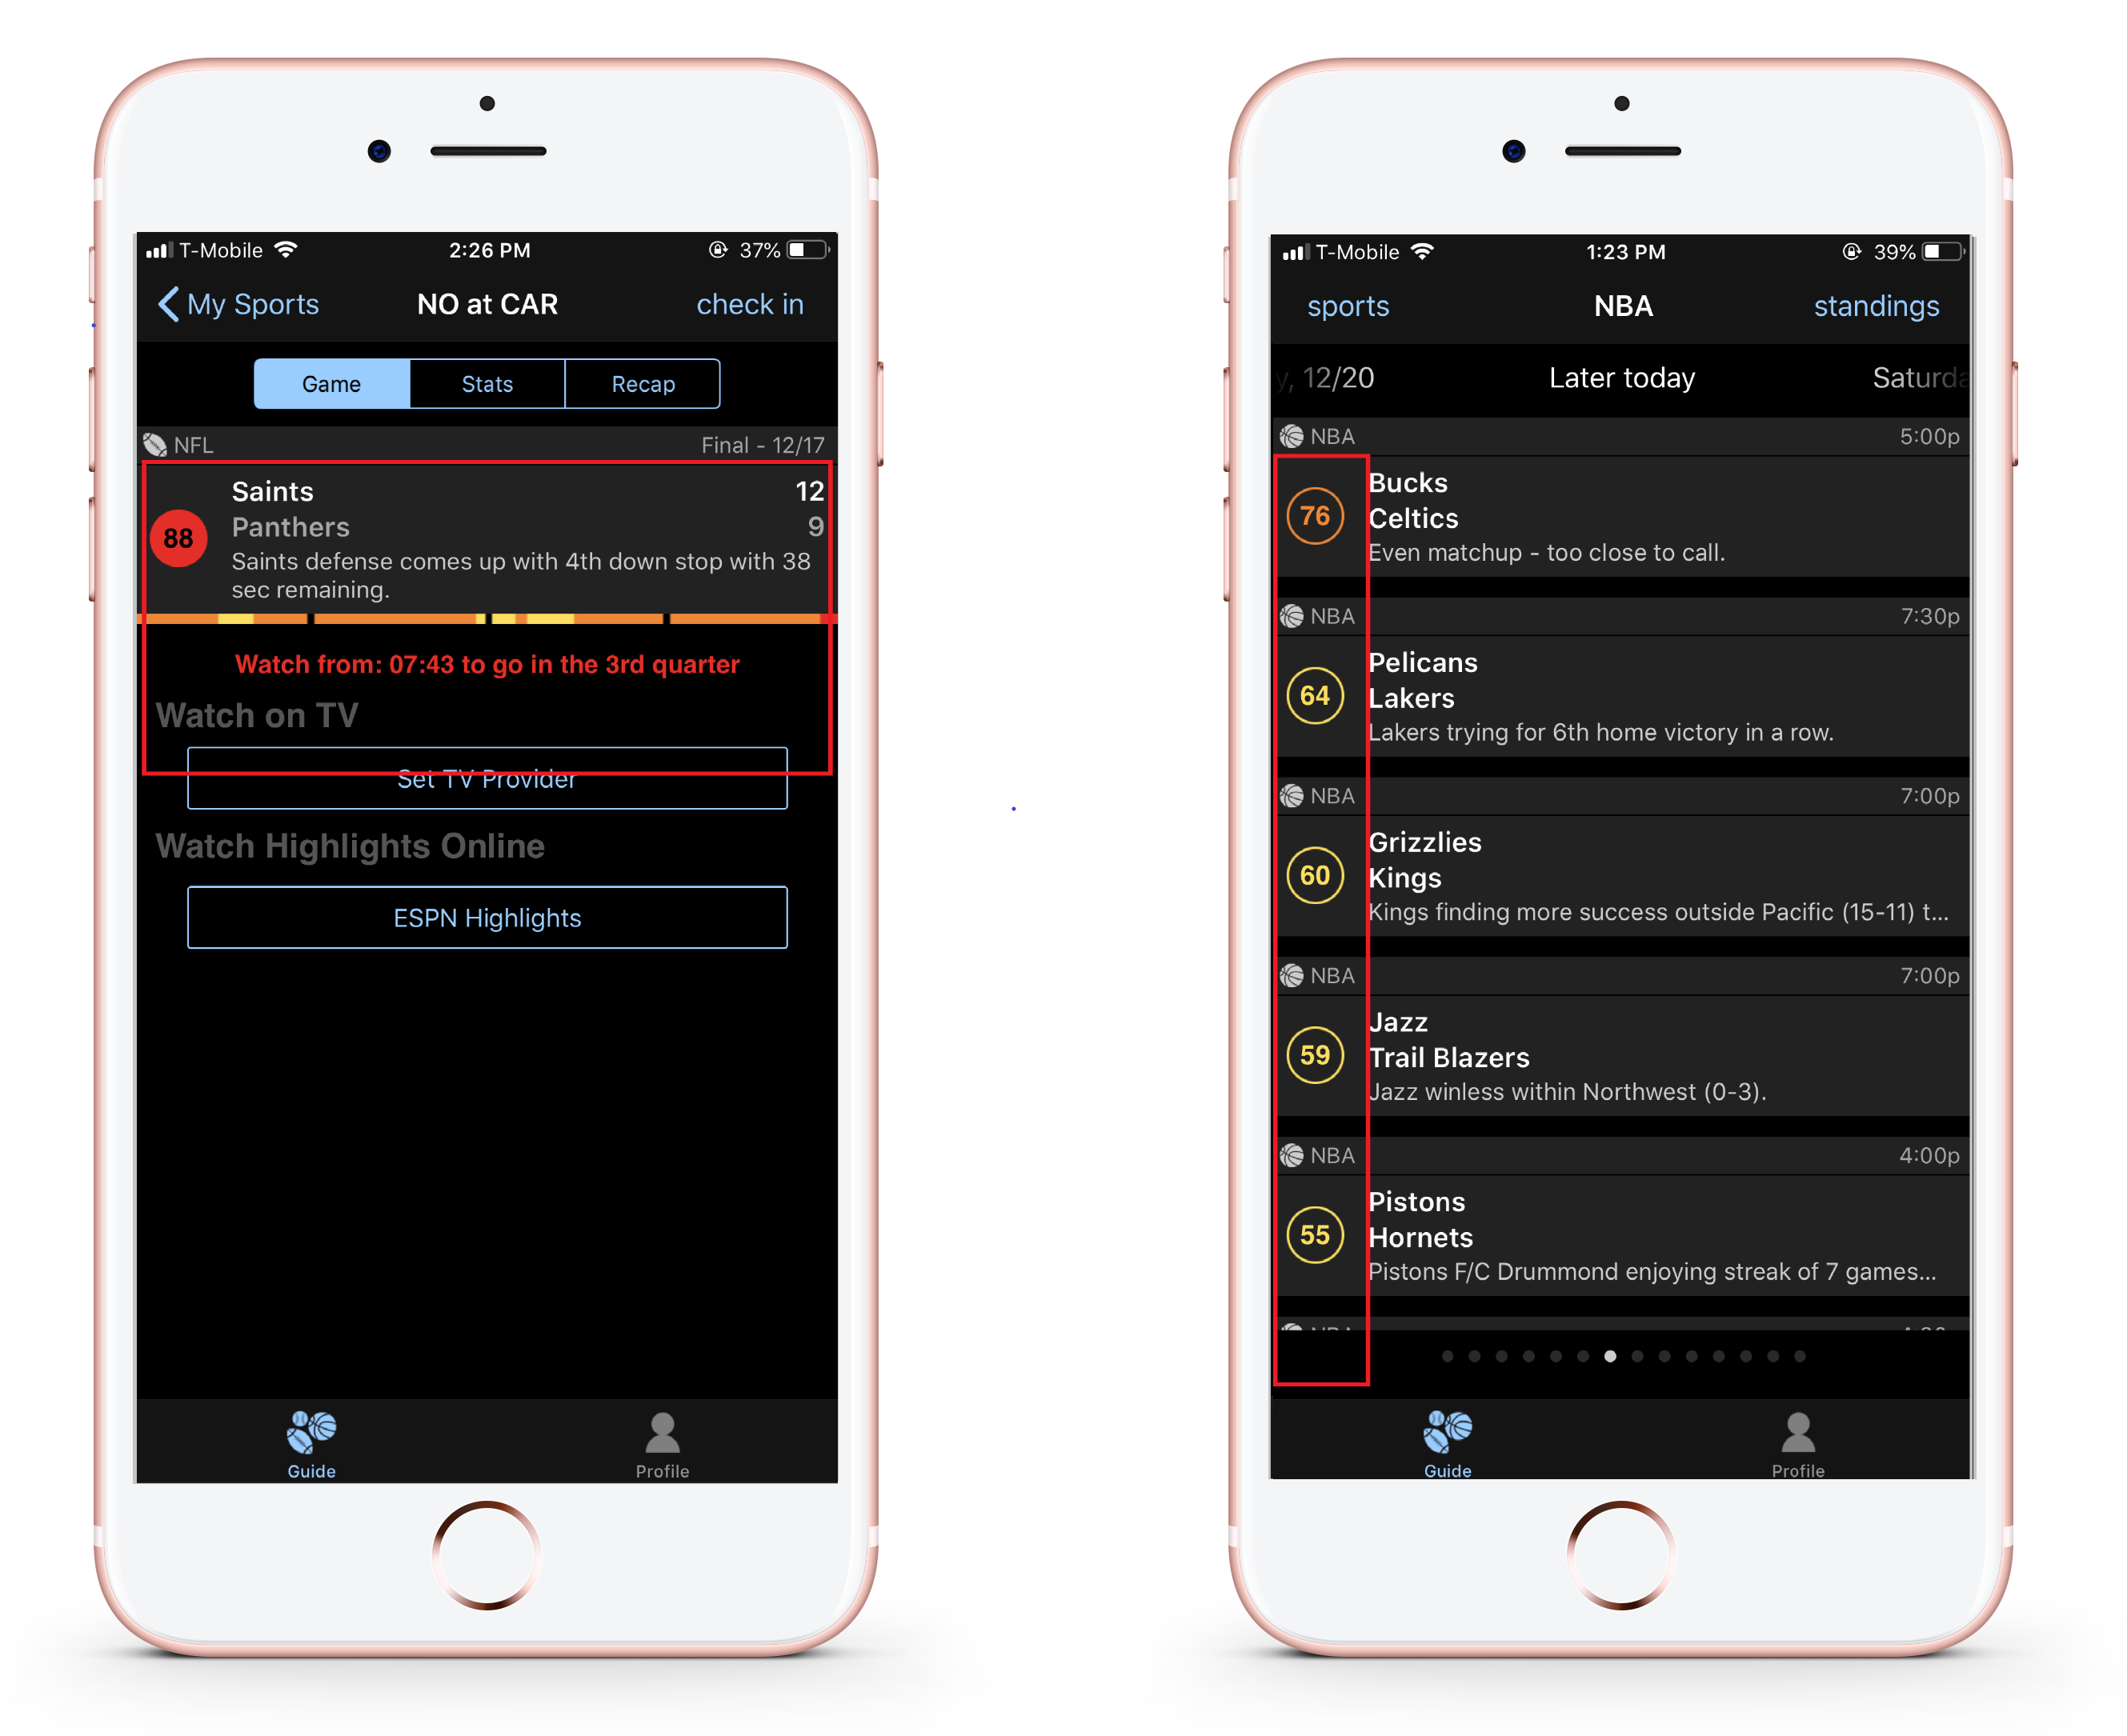 T-Mobile 2:26 PM 37%
My Sports NO at CAR check in
Game Stats Recap
NFL Final - 12/17
88
Saints 12
Panthers 9
Saints defense comes up with 4th down stop with 38
sec remaining.
Watch from: 07:43 to go in the 3rd quarter
Watch on TV
Set TV Provider
Watch Highlights Online
ESPN Highlights
Guide Profile
T-Mobile 1:23 PM 39%
sports NBA standings
y, 12/20 Later today Saturda
NBA 5:00p
76
Bucks
Celtics
Even matchup - too close to call.
NBA 7:30p
64
Pelicans
Lakers
Lakers trying for 6th home victory in a row.
NBA 7:00p
60
Grizzlies
Kings
Kings finding more success outside Pacific (15-11) t...
NBA 7:00p
59
Jazz
Trail Blazers
Jazz winless within Northwest (0-3).
NBA 4:00p
55
Pistons
Hornets
Pistons F/C Drummond enjoying streak of 7 games...
NBA
Guide Profile